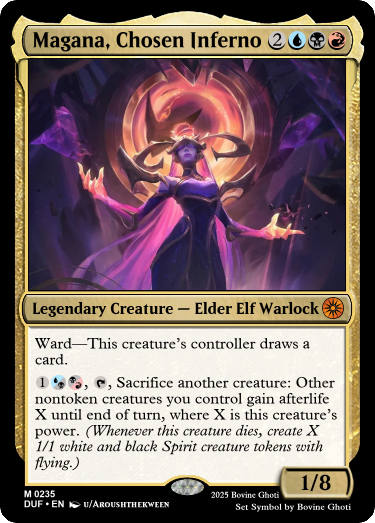 Magana, Chosen Inferno 2
Legendary Creature — Elder Elf Warlock
Ward—This creature's controller draws a
card.
1, , Sacrifice another creature: Other
nontoken creatures you control gain afterlife
X until end of turn, where X is this creature's
power. (Whenever this creature dies, create X
1/1 white and black Spirit creature tokens with
flying.)
1/8
M 0235
DUF • EN u/Aroushthekween
2025 Bovine Ghoti
Set Symbol by Bovine Ghoti